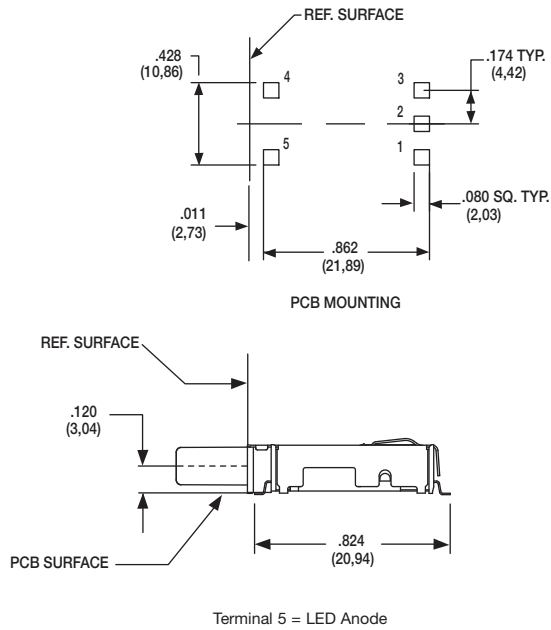 REF. SURFACE
.428
(10,86)
.174 TYP.
(4,42)
4
3
2
5
1
.080 SQ. TYP.
(2,03)
.011
(2,73)
.862
(21,89)
PCB MOUNTING
REF. SURFACE
.120
(3,04)
PCB SURFACE
.824
(20,94)
Terminal 5 = LED Anode